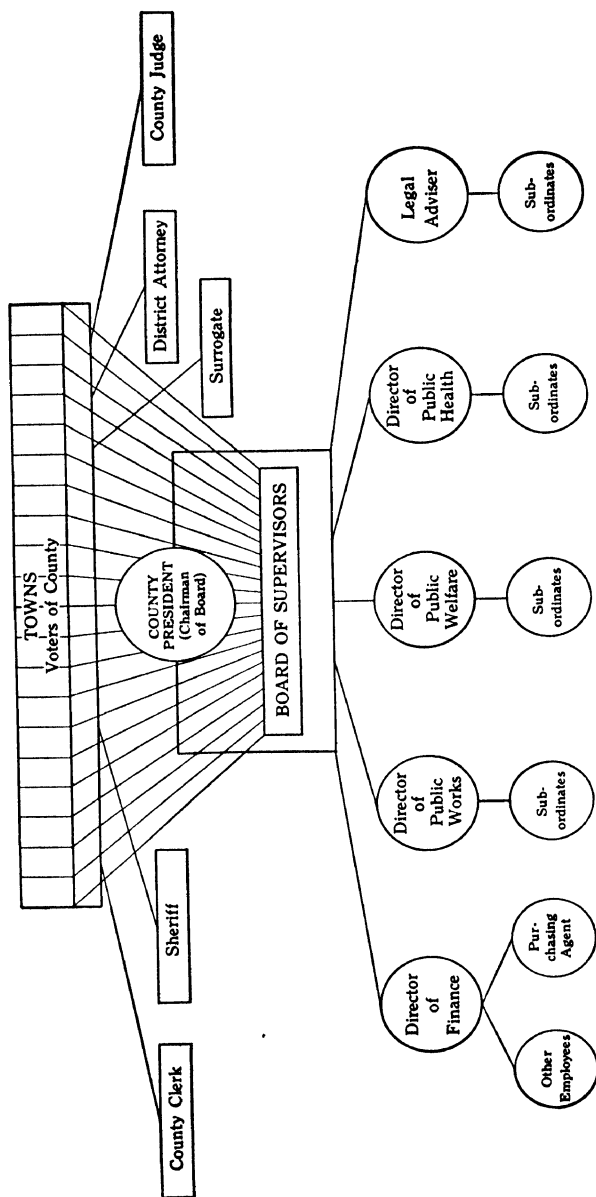 TOWNS
Voters of County
County Clerk
Sheriff
Surrogate
District Attorney
County Judge
COUNTY
PRESIDENT
(Chairman
of Board)
BOARD OF SUPERVISORS
Director
of
Finance
Director
of
Public
Works
Director
of
Public
Welfare
Director
of
Public
Health
Legal
Adviser
Other
Employees
Pur-
chasing
Agent
Sub-
ordinates
Sub-
ordinates
Sub-
ordinates
Sub-
ordinates